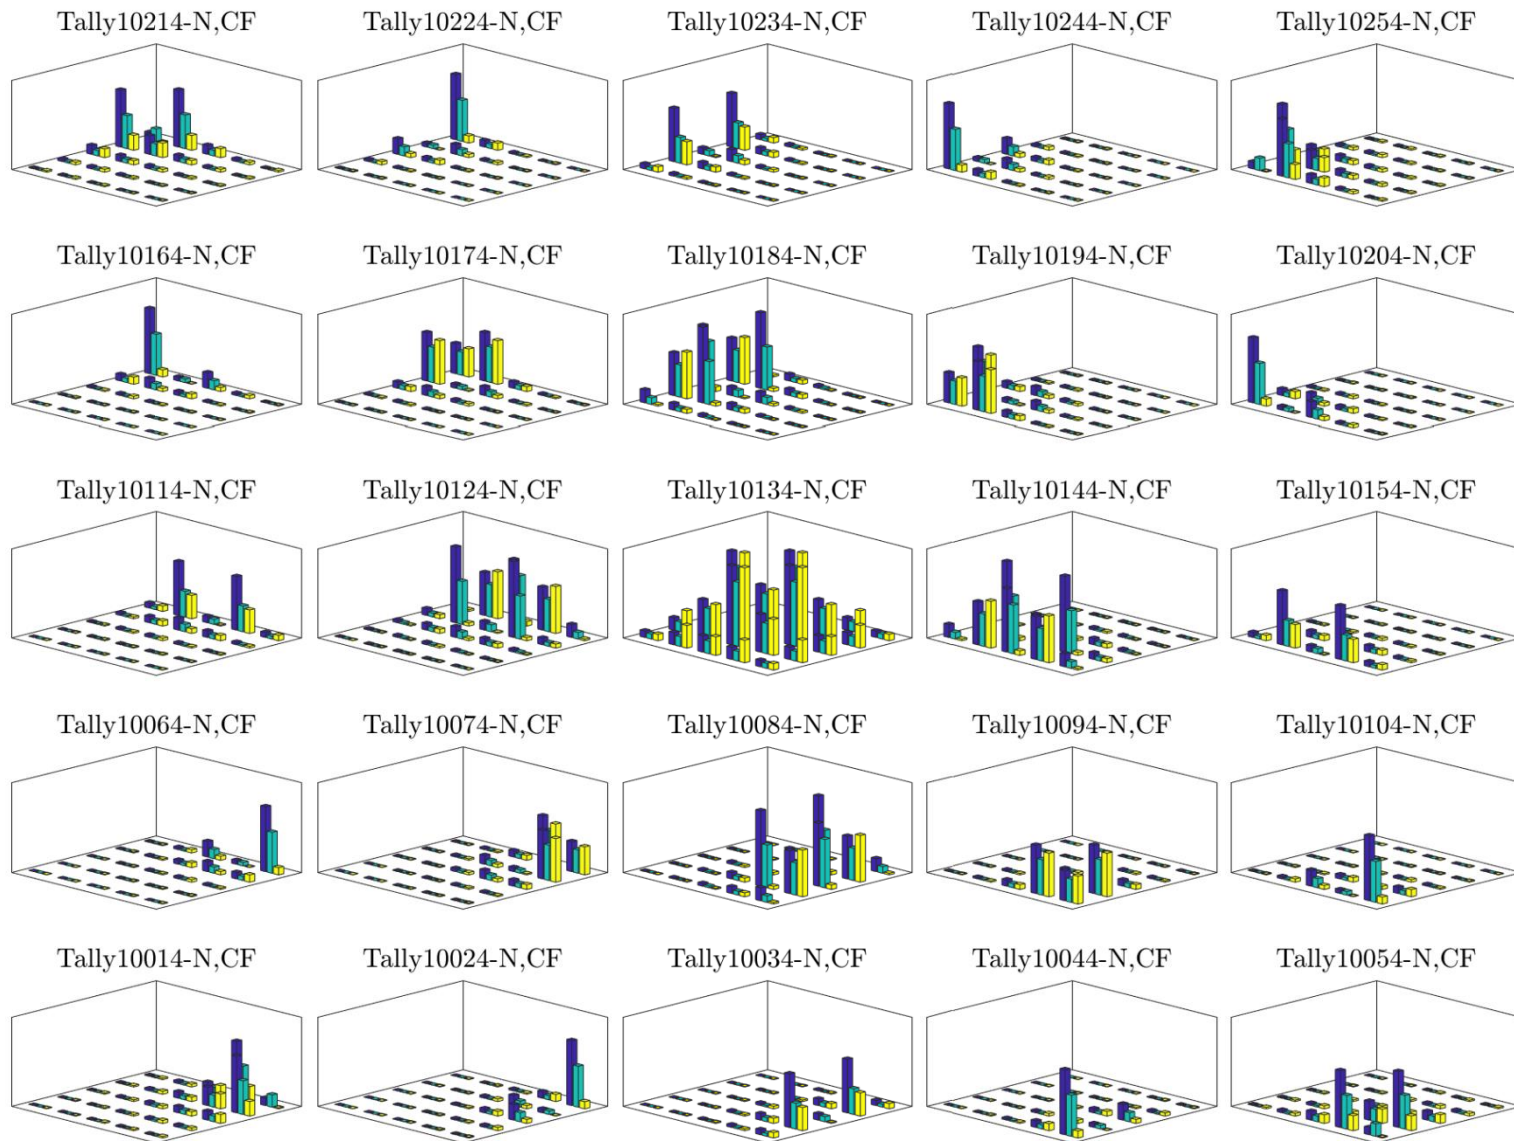 Tally10214-N,CF
Tally10224-N,CF
Tally10234-N,CF
Tally10244-N,CF
Tally10254-N,CF
Tally10164-N,CF
Tally10174-N,CF
Tally10184-N,CF
Tally10194-N,CF
Tally10204-N,CF
Tally10114-N,CF
Tally10124-N,CF
Tally10134-N,CF
Tally10144-N,CF
Tally10154-N,CF
Tally10064-N,CF
Tally10074-N,CF
Tally10084-N,CF
Tally10094-N,CF
Tally10104-N,CF
Tally10014-N,CF
Tally10024-N,CF
Tally10034-N,CF
Tally10044-N,CF
Tally10054-N,CF